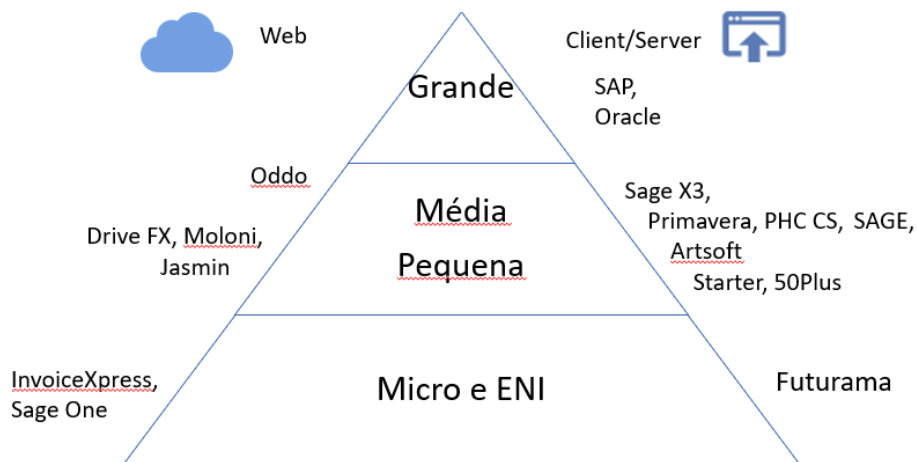 Web
Client/Server
Grande
SAP,
Oracle
Oddo
Média
Sage X3,
Primavera, PHC CS, SAGE,
Drive FX, Moloni,
Artsoft
Jasmin
Pequena
Starter, 50Plus
InvoiceXpress,
Sage One
Micro e ENI
Futurama